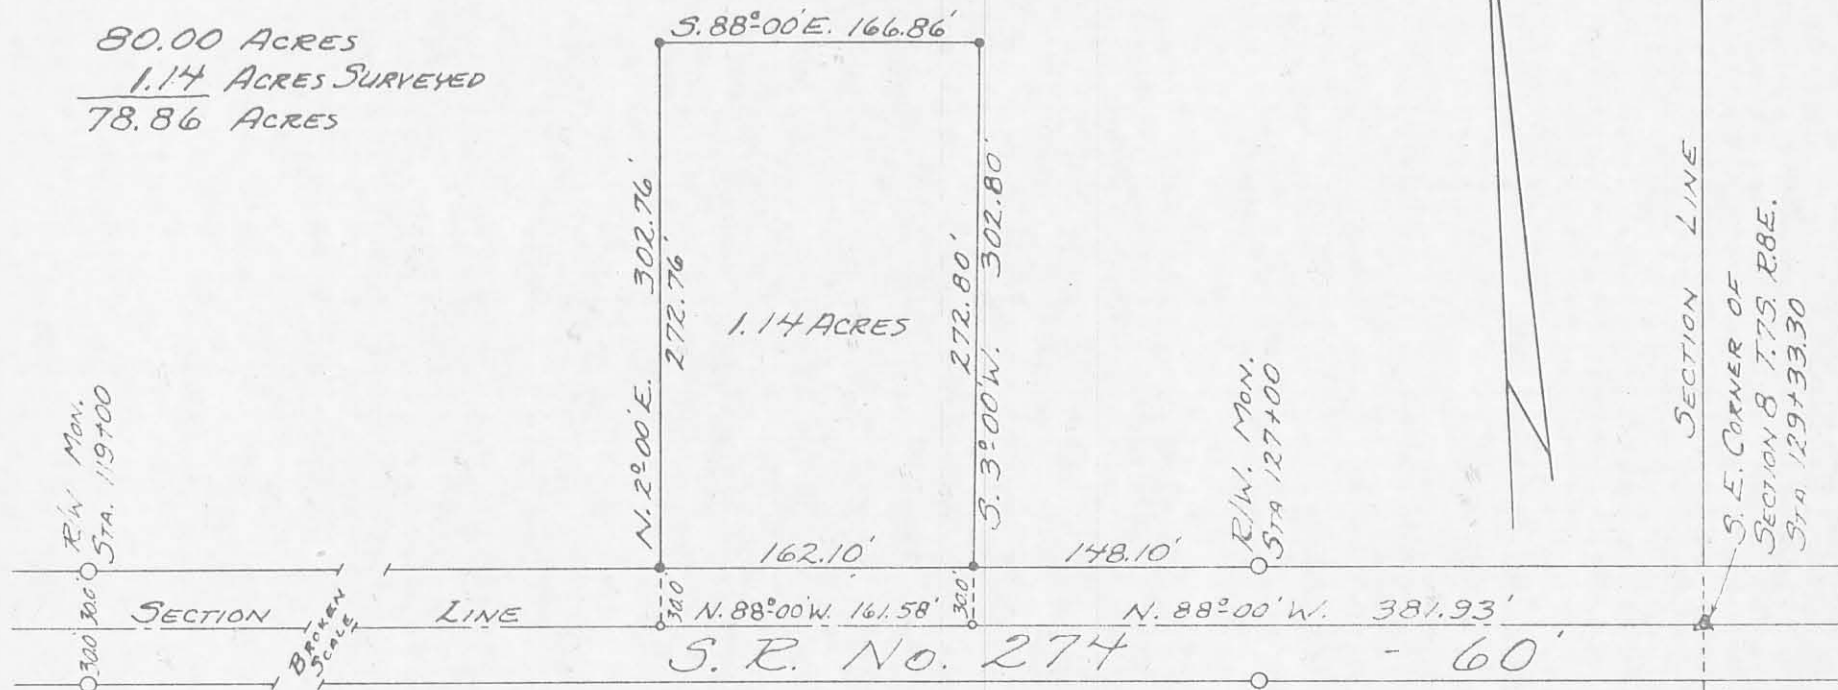 80.00 ACRES
1.14 ACRES SURVEYED
78.86 ACRES
S. 88°00' E. 166.86'
N. 2°00' E. 302.76'
272.76'
1.14 ACRES
272.80'
S. 3°00' W. 302.80'
R/W MON.
STA. 119+00
R/W. MON.
STA 127+00
SECTION LINE
S. E. CORNER OF
SECTION 8 T.7S. R.8E.
STA 129+33.30
162.10'
148.10'
30.0'
30.0'
SECTION LINE
BROKEN
SCALE
30.0'
N. 88°00' W. 161.58'
30.0'
N. 88°00' W. 381.93'
S. R. No. 274 - 60'